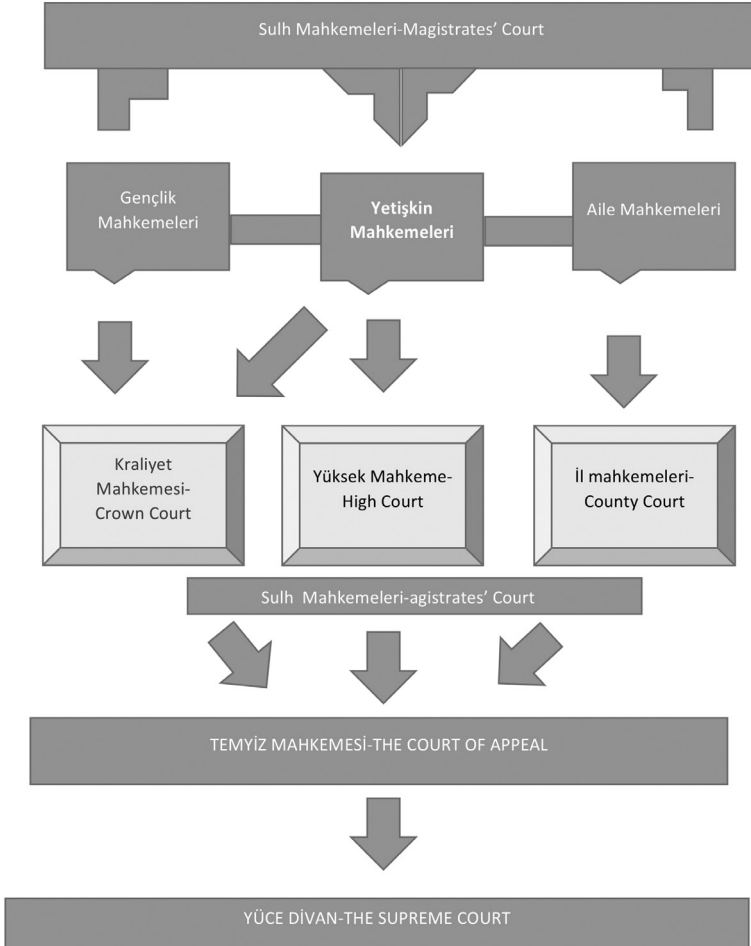 Sulh Mahkemeleri-Magistrates’ Court
Gençlik
Mahkemeleri
Yetişkin
Mahkemeleri
Aile Mahkemeleri
Kraliyet
Mahkemesi-
Crown Court
Yüksek Mahkeme-
High Court
İl mahkemeleri-
County Court
Sulh Mahkemeleri-agistrates’ Court
TEMYİZ MAHKEMESİ-THE COURT OF APPEAL
YÜCE DİVAN-THE SUPREME COURT